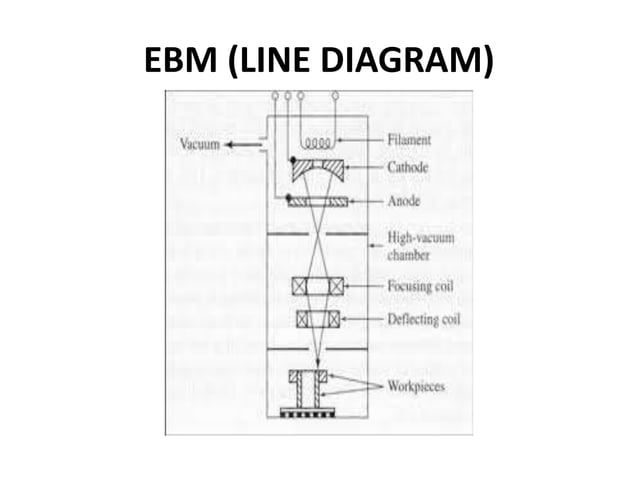 EBM (LINE DIAGRAM)
Vacuum
Filament
Cathode
Anode
High-vacuum
chamber
Focusing coil
Deflecting coil
Workpieces